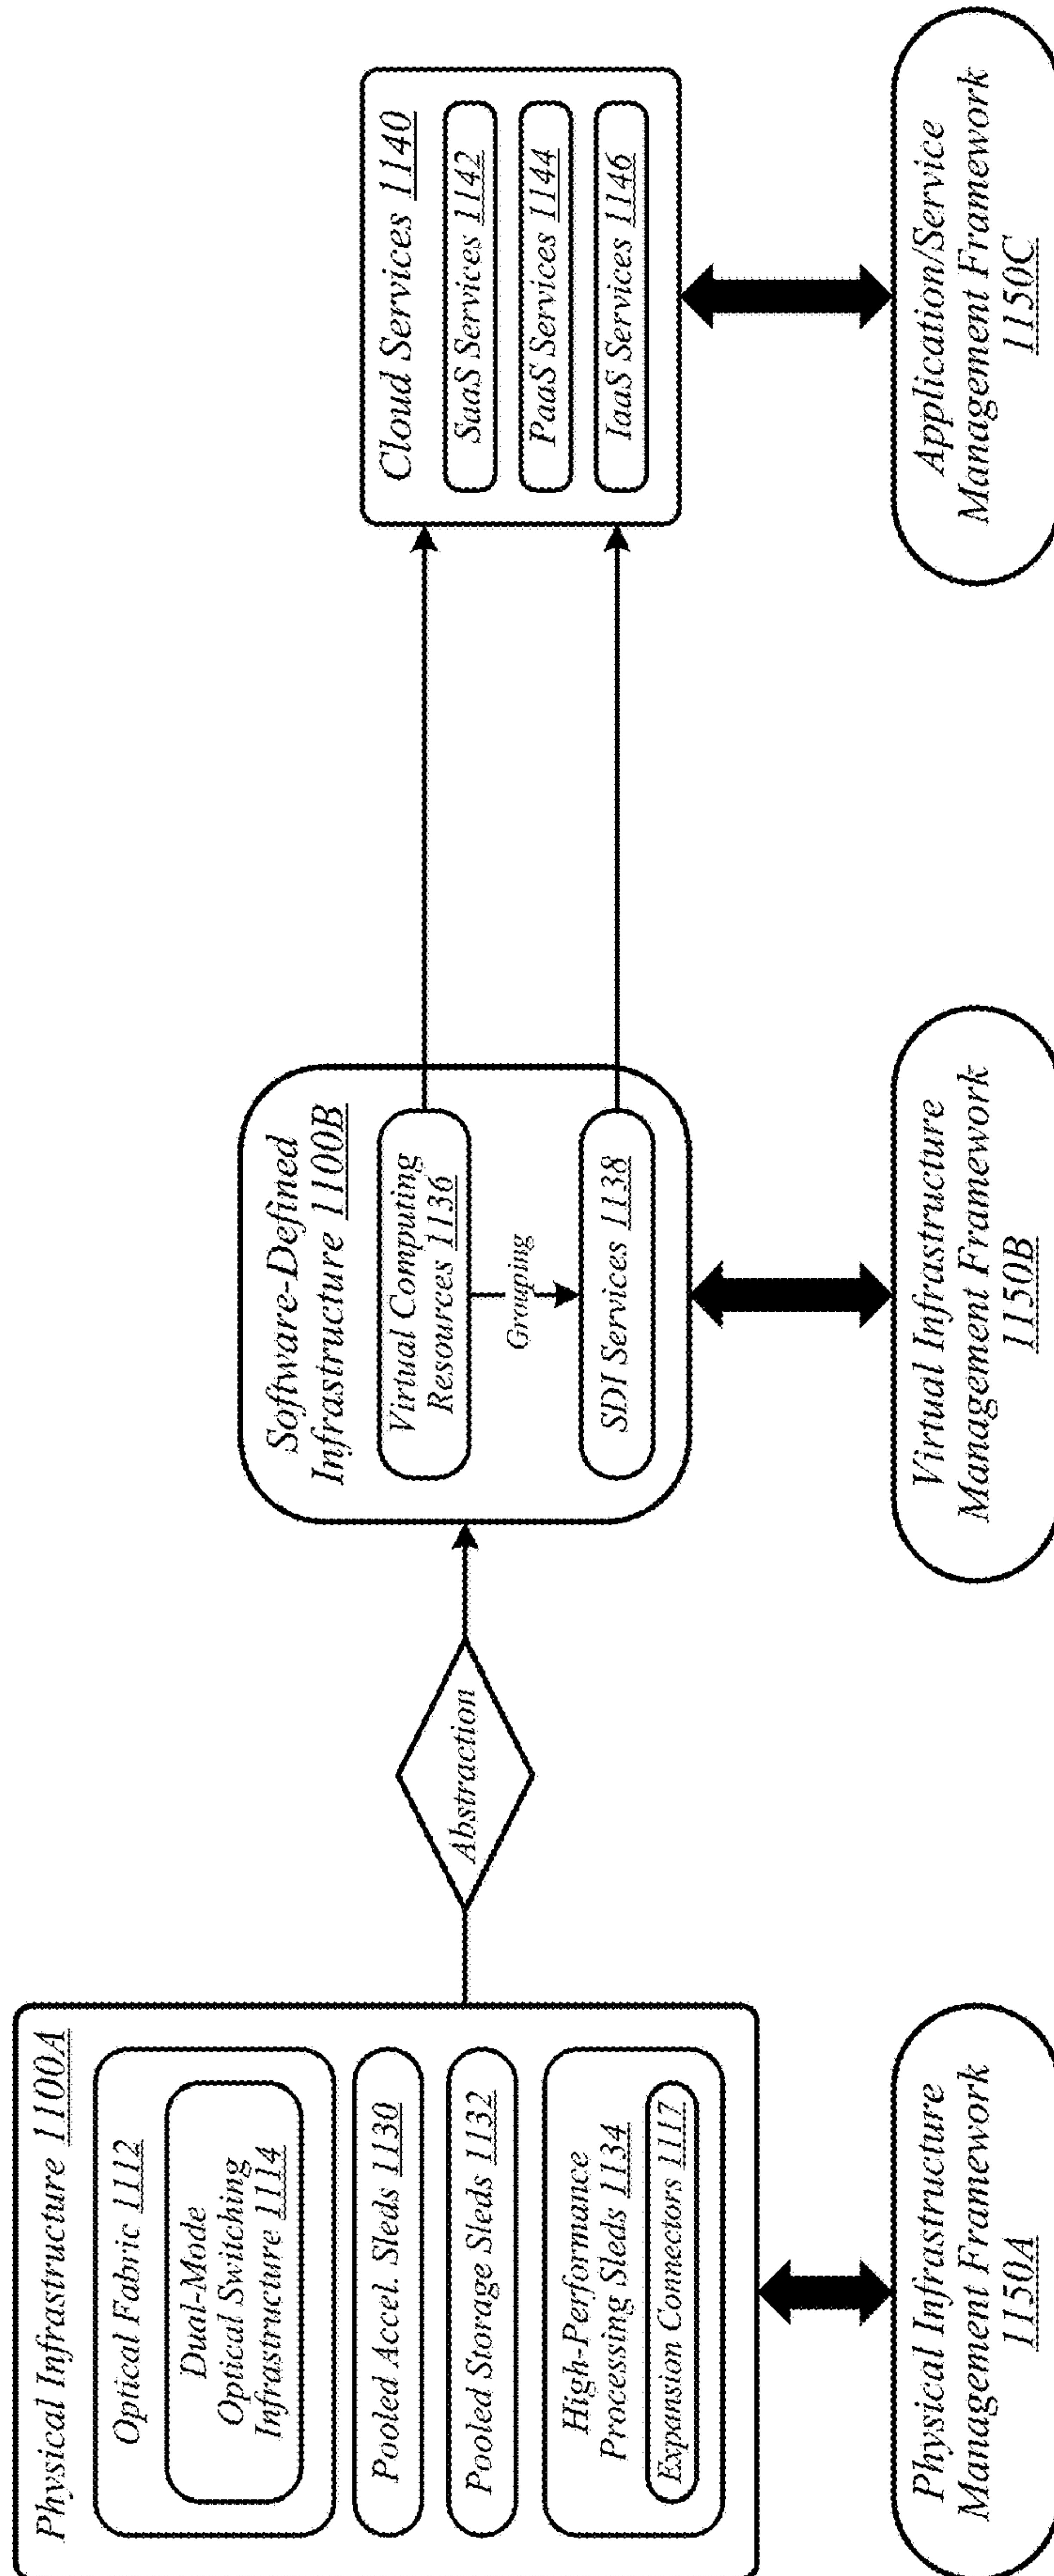 Physical Infrastructure 1100A
Optical Fabric 1112
Dual-Mode
Optical Switching
Infrastructure 1114
Pooled Accel. Sleds 1130
Pooled Storage Sleds 1132
High-Performance
Processing Sleds 1134
Expansion Connectors 1117
Physical Infrastructure
Management Framework
1150A
Abstraction
Software-Defined
Infrastructure 1100B
Virtual Computing
Resources 1136
Grouping
SDI Services 1138
Virtual Infrastructure
Management Framework
1150B
Cloud Services 1140
SaaS Services 1142
PaaS Services 1144
IaaS Services 1146
Application/Service
Management Framework
1150C